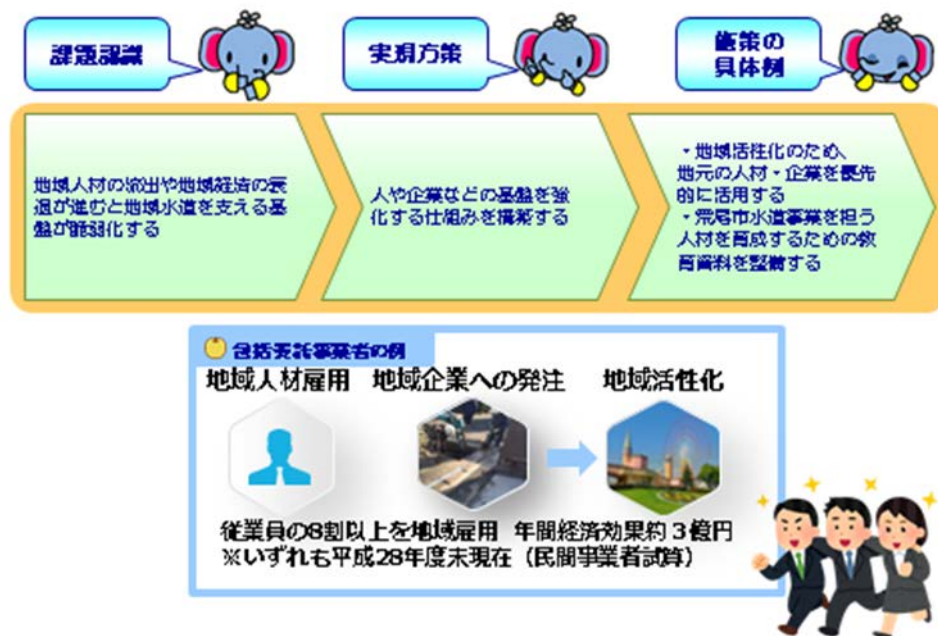 課題認識
実現方策
施策の
具体例
地域人材の流出や地域経済の衰
退が進むと地域水道を支える基
盤が脆弱化する
人や企業などの基盤を強
化する仕組みを構築する
・地域活性化のため、
地元の人材・企業を優先
的に活用する
・荒尾市水道事業を担う
人材を育成するための教
育資料を整備する
包括委託事業者の例
地域人材雇用 地域企業への発注 地域活性化
従業員の8割以上を地域雇用 年間経済効果約３億円
※いずれも平成28年度末現在（民間事業者試算）